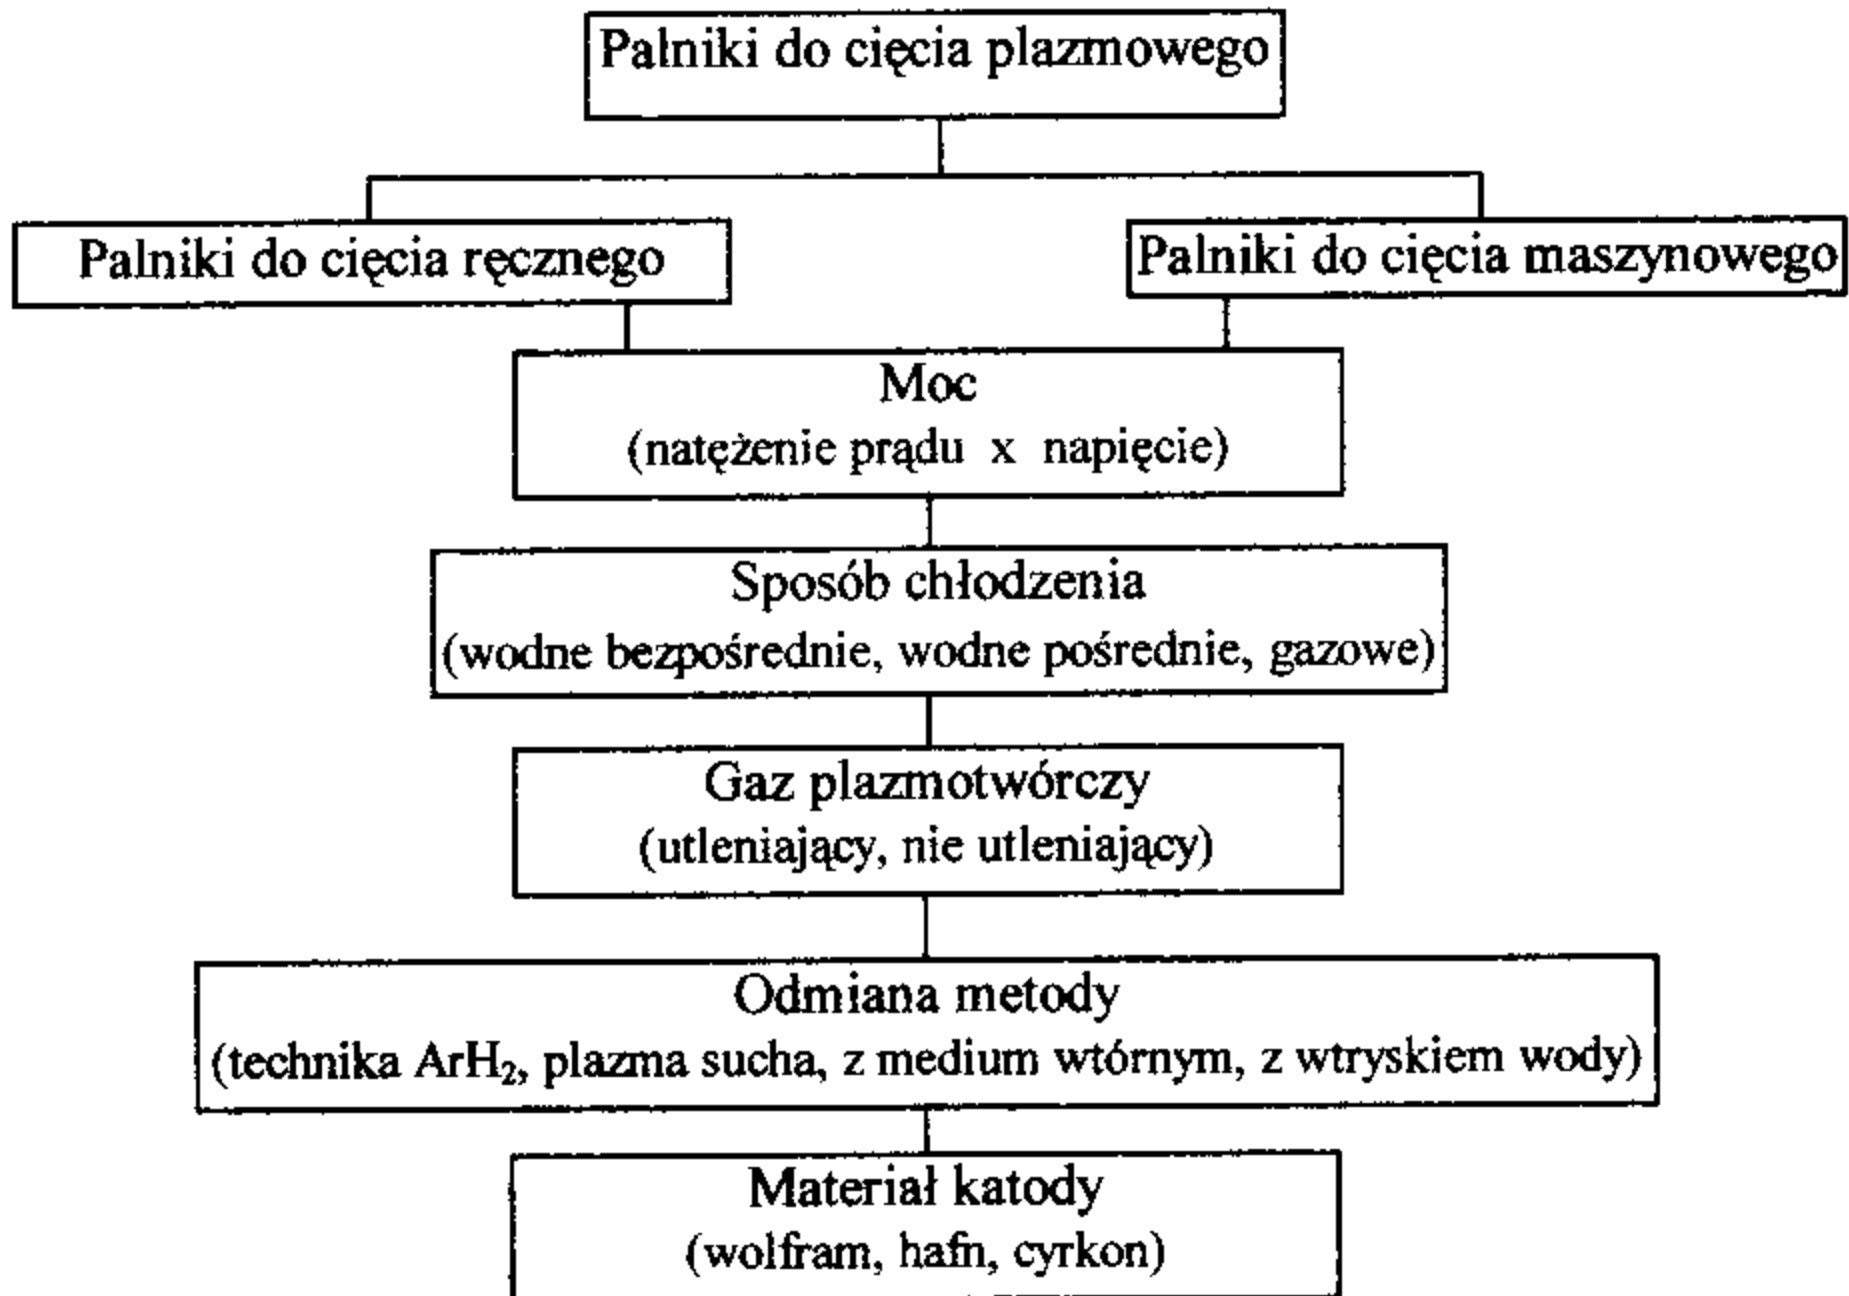 Palniki do cięcia plazmowego
Palniki do cięcia ręcznego
Palniki do cięcia maszynowego
Moc
(natężenie prądu x napięcie)
Sposób chłodzenia
(wodne bezpośrednie, wodne pośrednie, gazowe)
Gaz plazmotwórczy
(utleniający, nie utleniający)
Odmiana metody
(technika ArH₂, plazma sucha, z medium wtórnym, z wtryskiem wody)
Materiał katody
(wolfram, hafn, cyrkon)